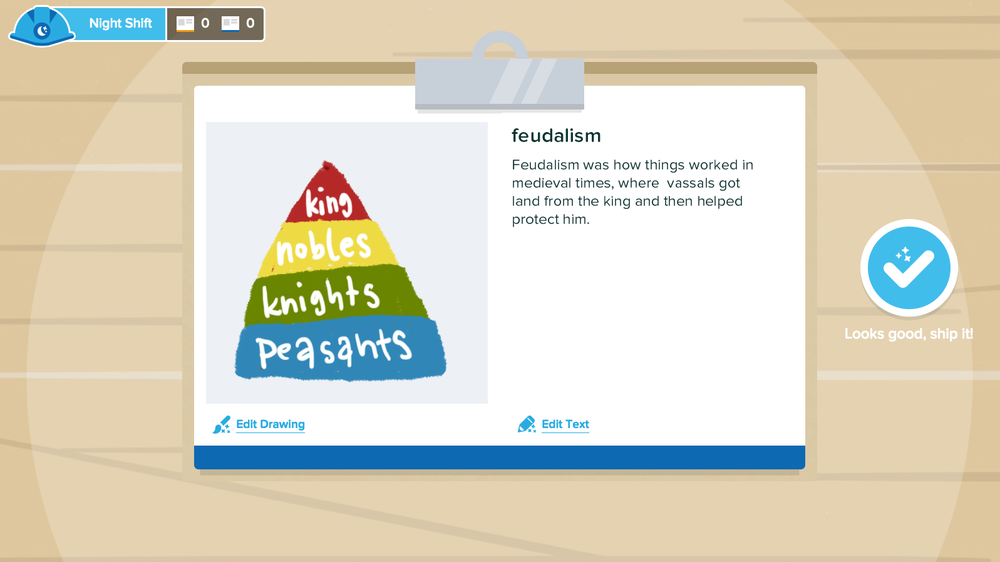 Night Shift 0 0
feudalism
Feudalism was how things worked in
medieval times, where  vassals got
land from the king and then helped
protect him.
king
nobles
knights
peasants
Edit Drawing
Edit Text
Looks good, ship it!